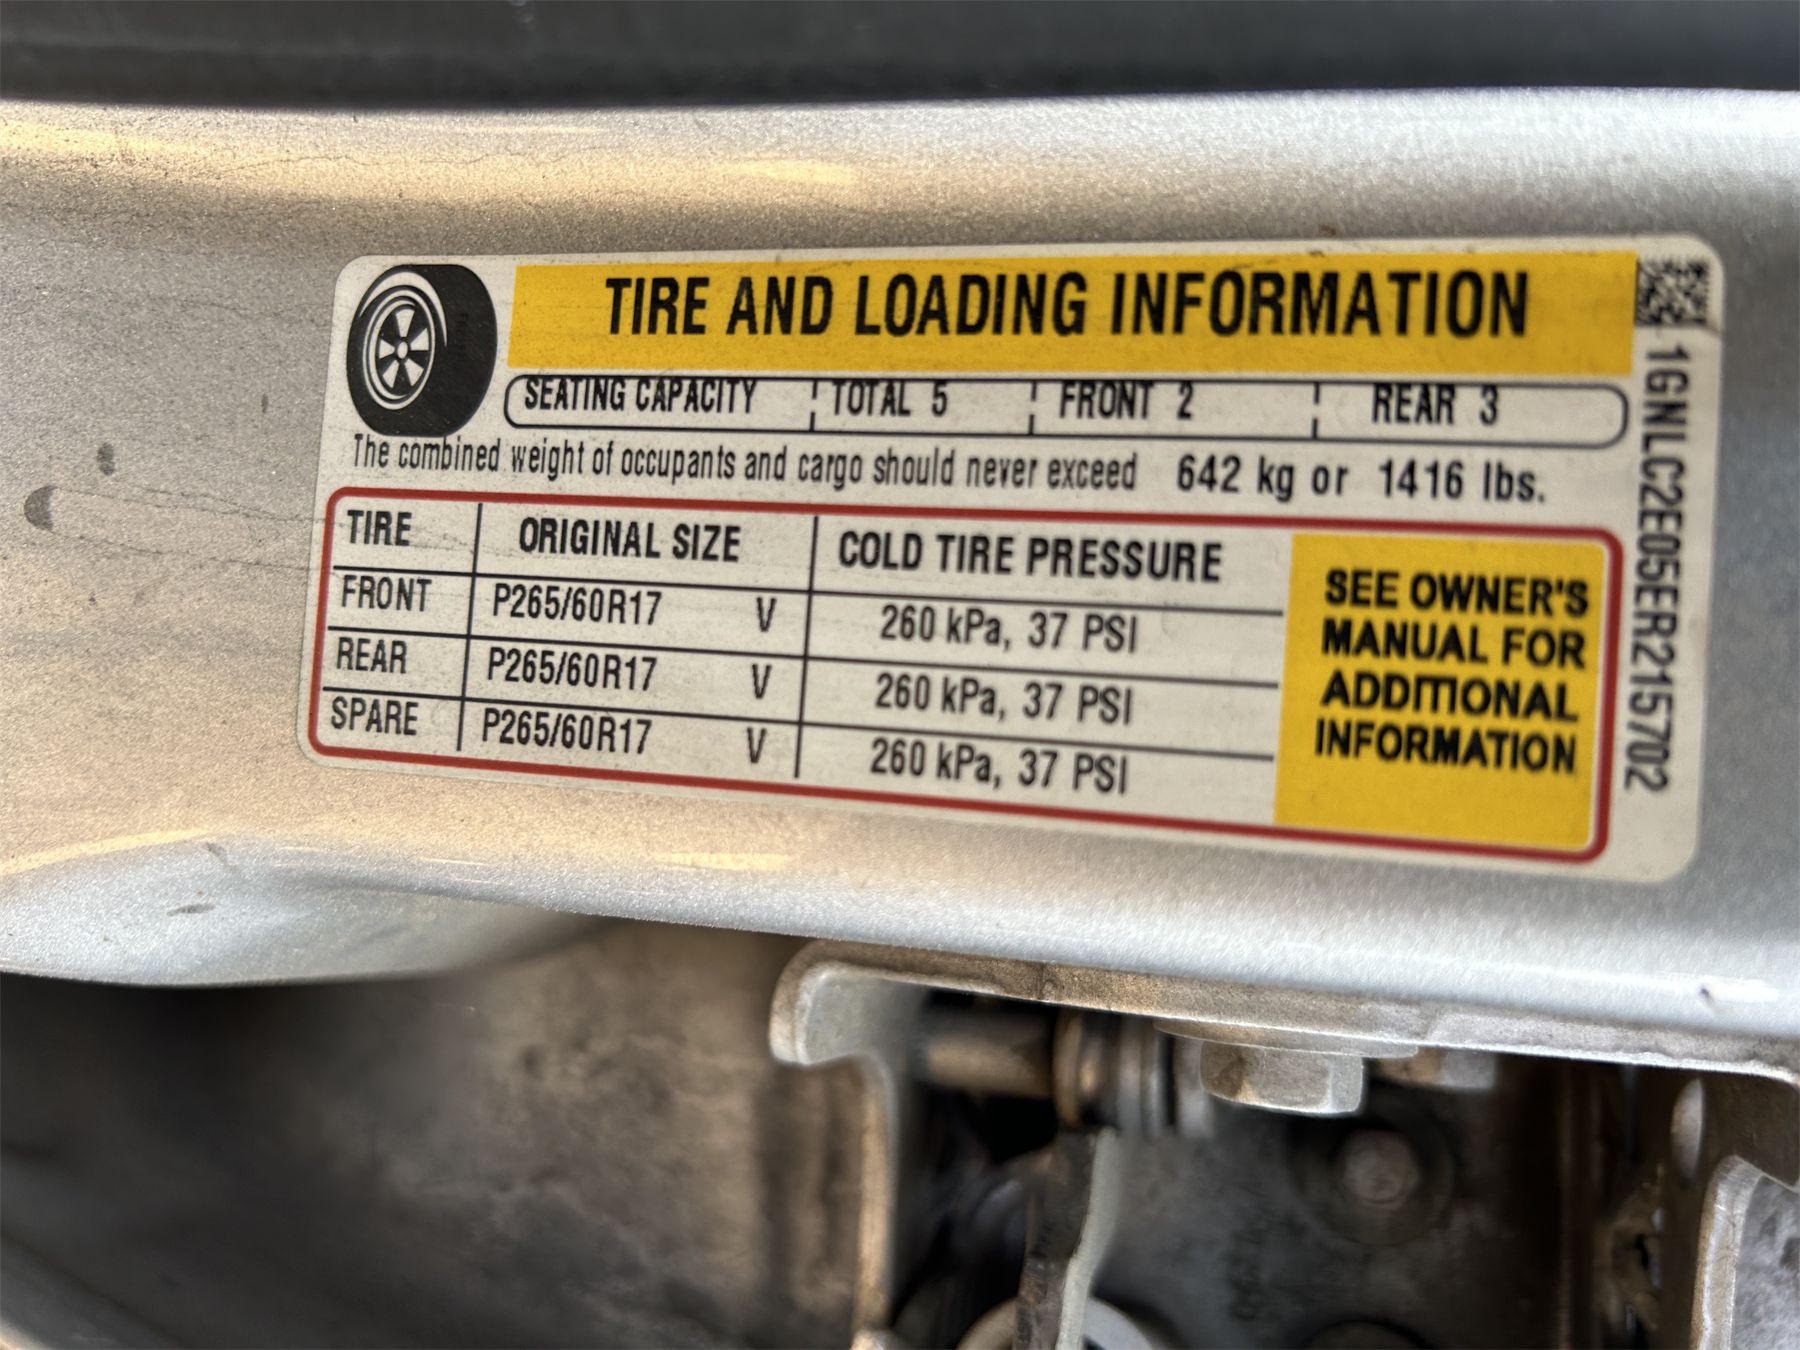 TIRE AND LOADING INFORMATION
SEATING CAPACITY TOTAL 5 FRONT 2 REAR 3
The combined weight of occupants and cargo should never exceed 642 kg or 1416 lbs.
TIRE ORIGINAL SIZE COLD TIRE PRESSURE
FRONT P265/60R17 V 260 kPa, 37 PSI
REAR P265/60R17 V 260 kPa, 37 PSI
SPARE P265/60R17 V 260 kPa, 37 PSI
SEE OWNER'S
MANUAL FOR
ADDITIONAL
INFORMATION
1GNLC2E05ER215702